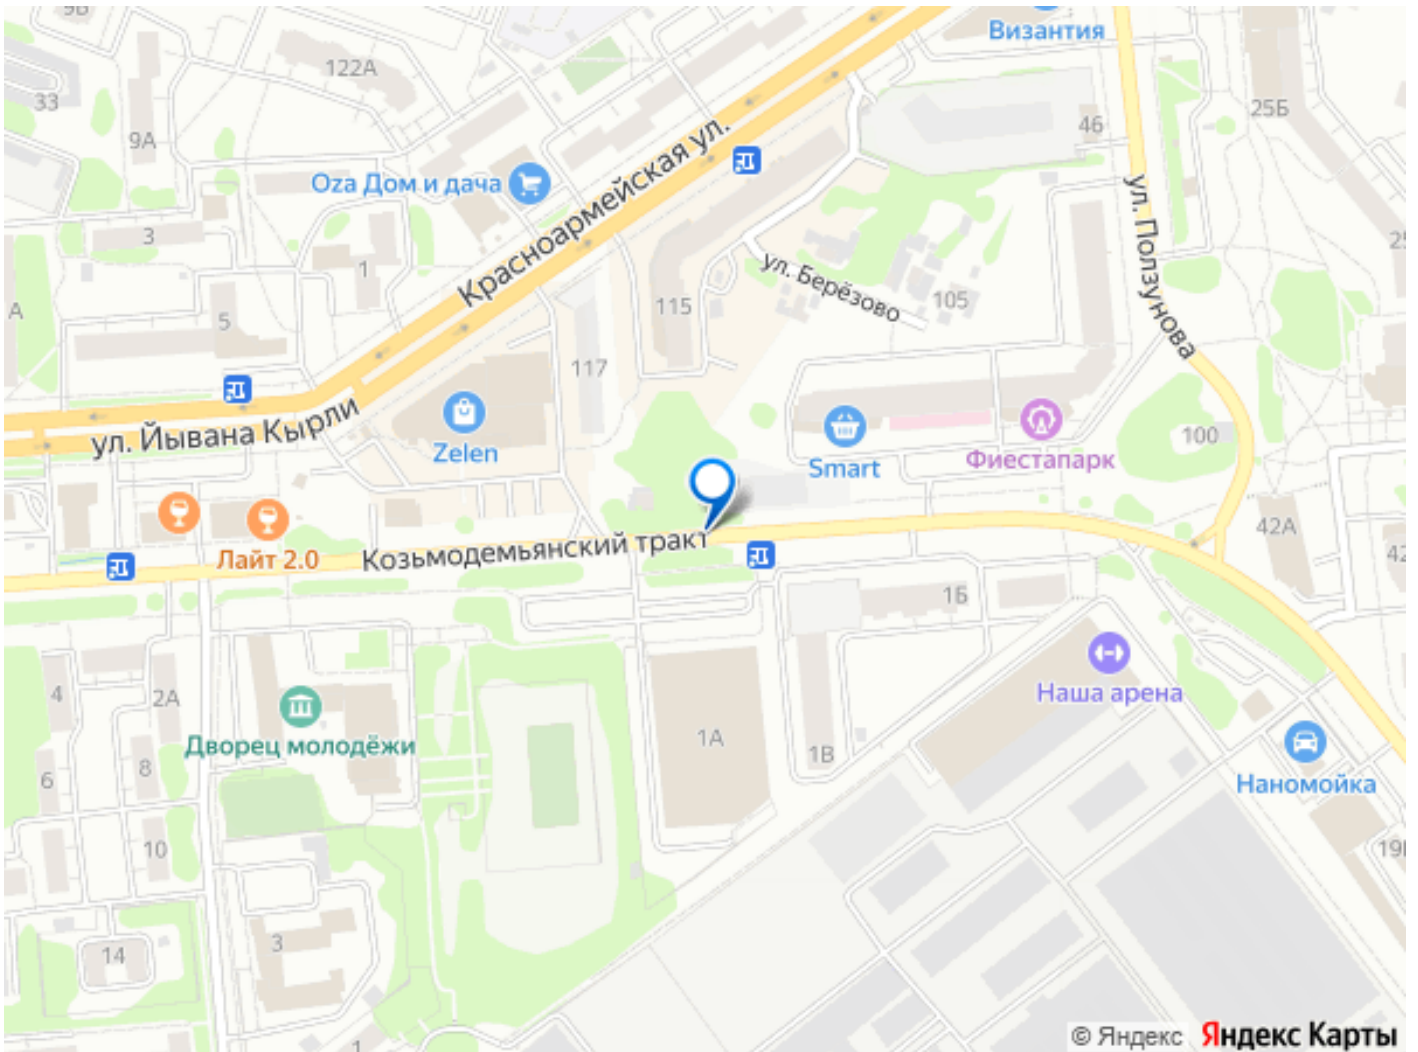 Византия
122А
33
9А
46
25Б
Красноармейская ул.
Oza Дом и дача
ул. Ползунова
3
1
ул. Берёзово
105
А
5
115
117
ул. Йывана Кырли
Zelen
Smart
Фиестапарк
100
Лайт 2.0
Козьмодемьянский тракт
42А
1Б
4
2А
Наша арена
Дворец молодёжи
1А
1В
6
8
Наномойка
10
3
14
1
© Яндекс Яндекс Карты